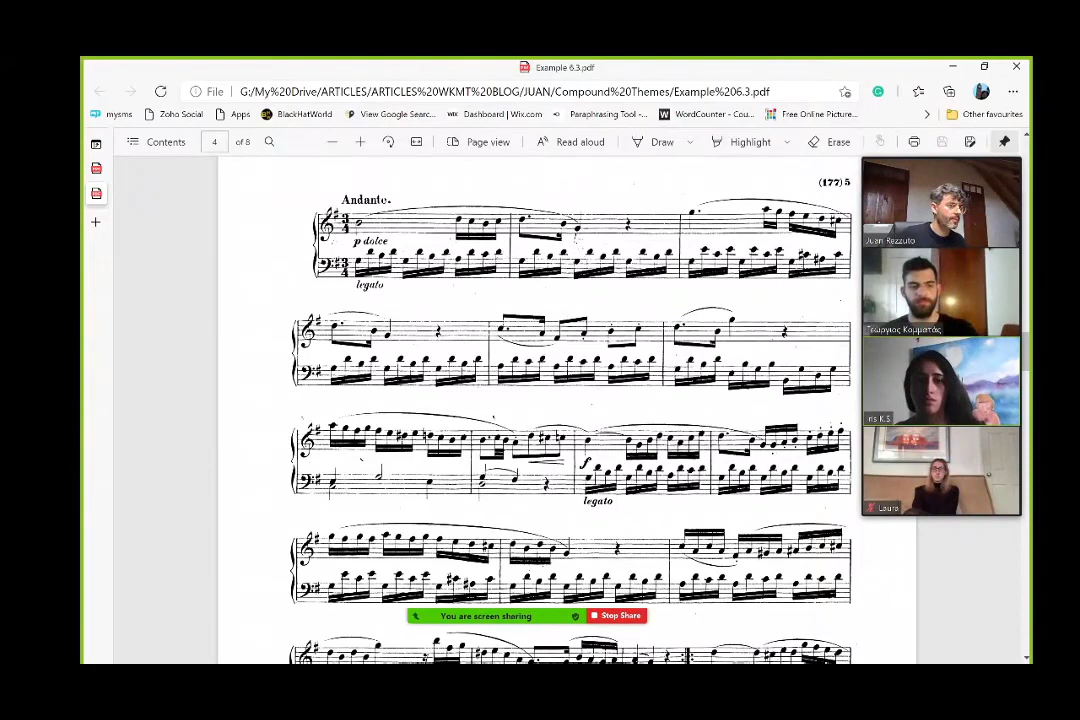 Example 6.3.pdf
File G:/My%20Drive/ARTICLES/ARTICLES%20WKMT%20BLOG/JUAN/Compound%20Themes/Example%206.3.pdf
mysms Zoho Social Apps BlackHatWorld View Google Searc... Dashboard | Wix.com Paraphrasing Tool -... WordCounter - Cou... Free Online Picture... Other favourites
Contents 4 of 8 Page view Read aloud Draw Highlight Erase
(177) 5
Andante.
p dolce
legato
f
legato
Juan Rezzuto
Γεώργιος Κομματάς
Iris K.S
Laura
You are screen sharing Stop Share